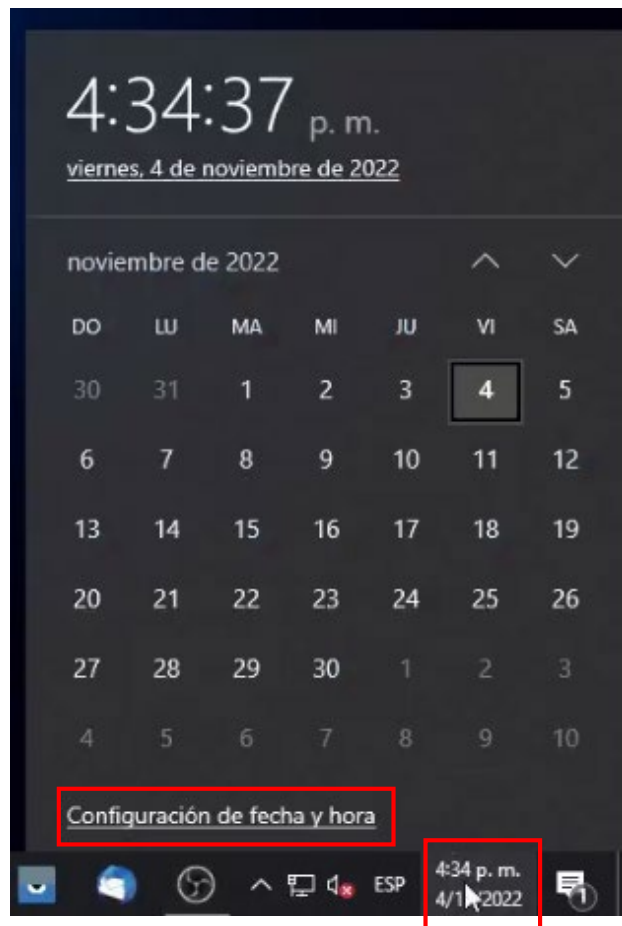 4:34:37 p. m.
viernes, 4 de noviembre de 2022
noviembre de 2022
DO LU MA MI JU VI SA
30 31 1 2 3 4 5
6 7 8 9 10 11 12
13 14 15 16 17 18 19
20 21 22 23 24 25 26
27 28 29 30 1 2 3
4 5 6 7 8 9 10
Configuración de fecha y hora
ESP
4:34 p. m.
1